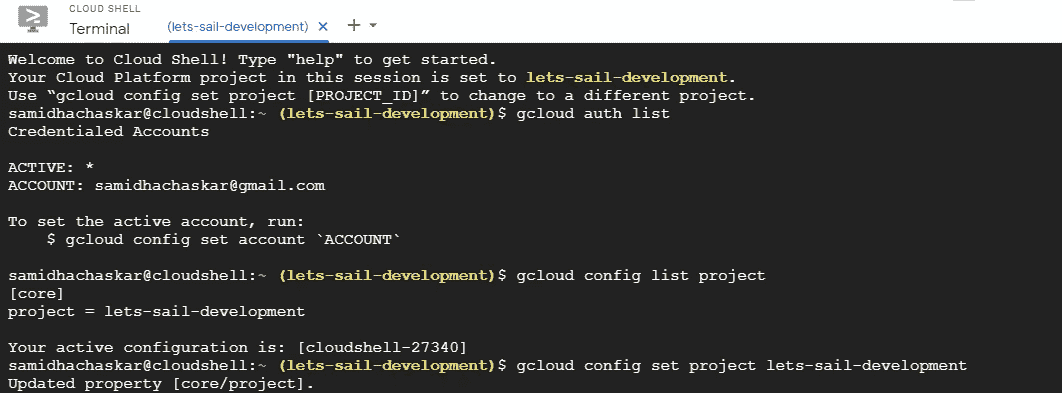 CLOUD SHELL
Terminal
(lets-sail-development) × + ▾
Welcome to Cloud Shell! Type "help" to get started.
Your Cloud Platform project in this session is set to lets-sail-development.
Use “gcloud config set project [PROJECT_ID]” to change to a different project.
samidhachaskar@cloudshell:~ (lets-sail-development)$ gcloud auth list
Credentialed Accounts
ACTIVE: *
ACCOUNT: samidhachaskar@gmail.com
To set the active account, run:
$ gcloud config set account `ACCOUNT`
samidhachaskar@cloudshell:~ (lets-sail-development)$ gcloud config list project
[core]
project = lets-sail-development
Your active configuration is: [cloudshell-27340]
samidhachaskar@cloudshell:~ (lets-sail-development)$ gcloud config set project lets-sail-development
Updated property [core/project].